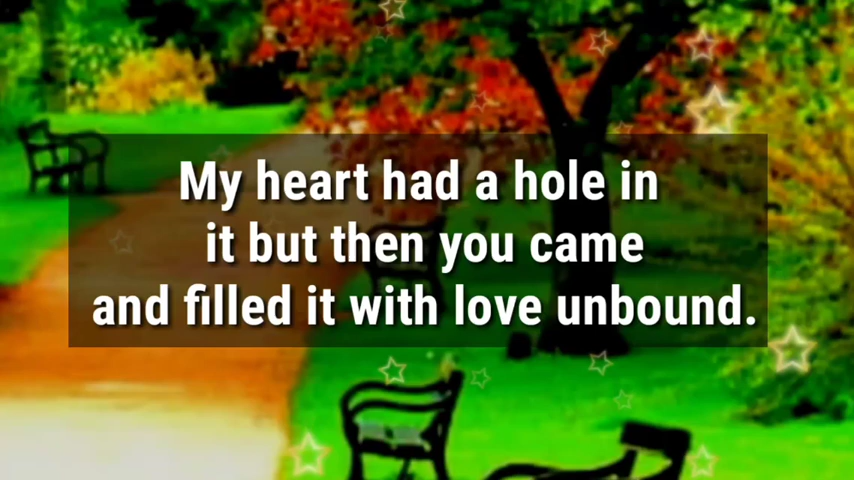 My heart had a hole in
it but then you came
and filled it with love unbound.